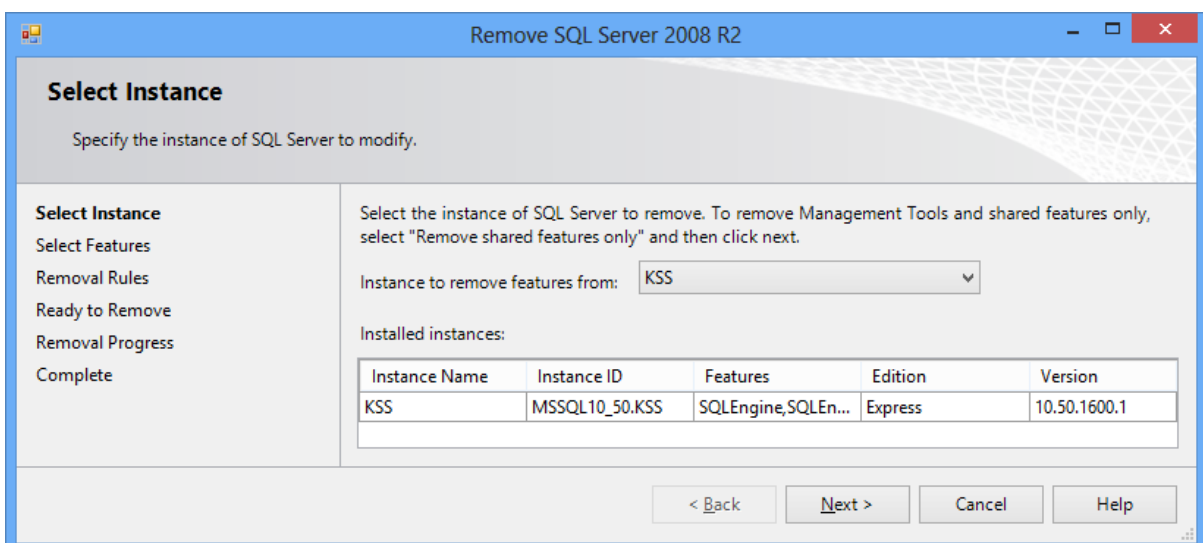 Remove SQL Server 2008 R2
Select Instance
Specify the instance of SQL Server to modify.
Select Instance
Select Features
Removal Rules
Ready to Remove
Removal Progress
Complete
Select the instance of SQL Server to remove. To remove Management Tools and shared features only,
select "Remove shared features only" and then click next.
Instance to remove features from: KSS
Installed instances:
Instance Name Instance ID Features Edition Version
KSS MSSQL10_50.KSS SQLEngine,SQLEn... Express 10.50.1600.1
< Back Next > Cancel Help